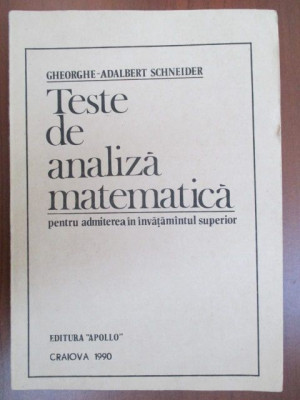 GHEORGHE-ADALBERT SCHNEIDER
Teste
de
analiză
matematică
pentru admiterea în învățămîntul superior
EDITURA "APOLLO"
CRAIOVA 1990